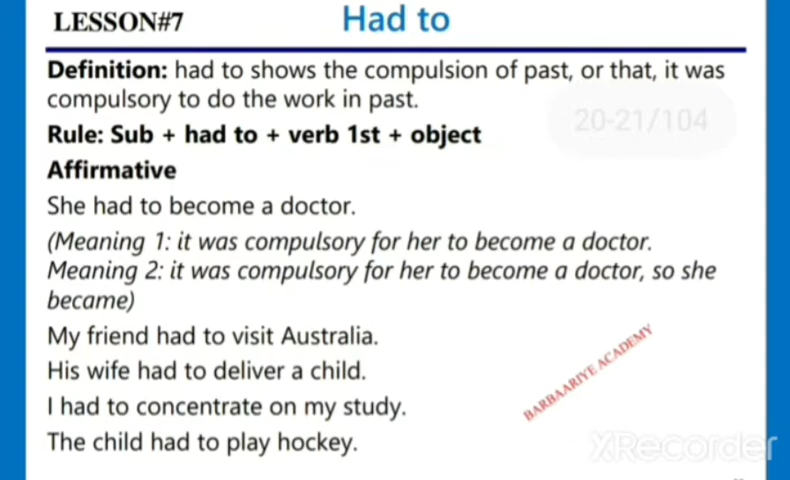 LESSON#7 Had to
Definition: had to shows the compulsion of past, or that, it was
compulsory to do the work in past.
20-21/104
Rule: Sub + had to + verb 1st + object
Affirmative
She had to become a doctor.
(Meaning 1: it was compulsory for her to become a doctor.
Meaning 2: it was compulsory for her to become a doctor, so she
became)
My friend had to visit Australia.
His wife had to deliver a child.
I had to concentrate on my study.
The child had to play hockey.
BARBAARIYE ACADEMY
XRecorder